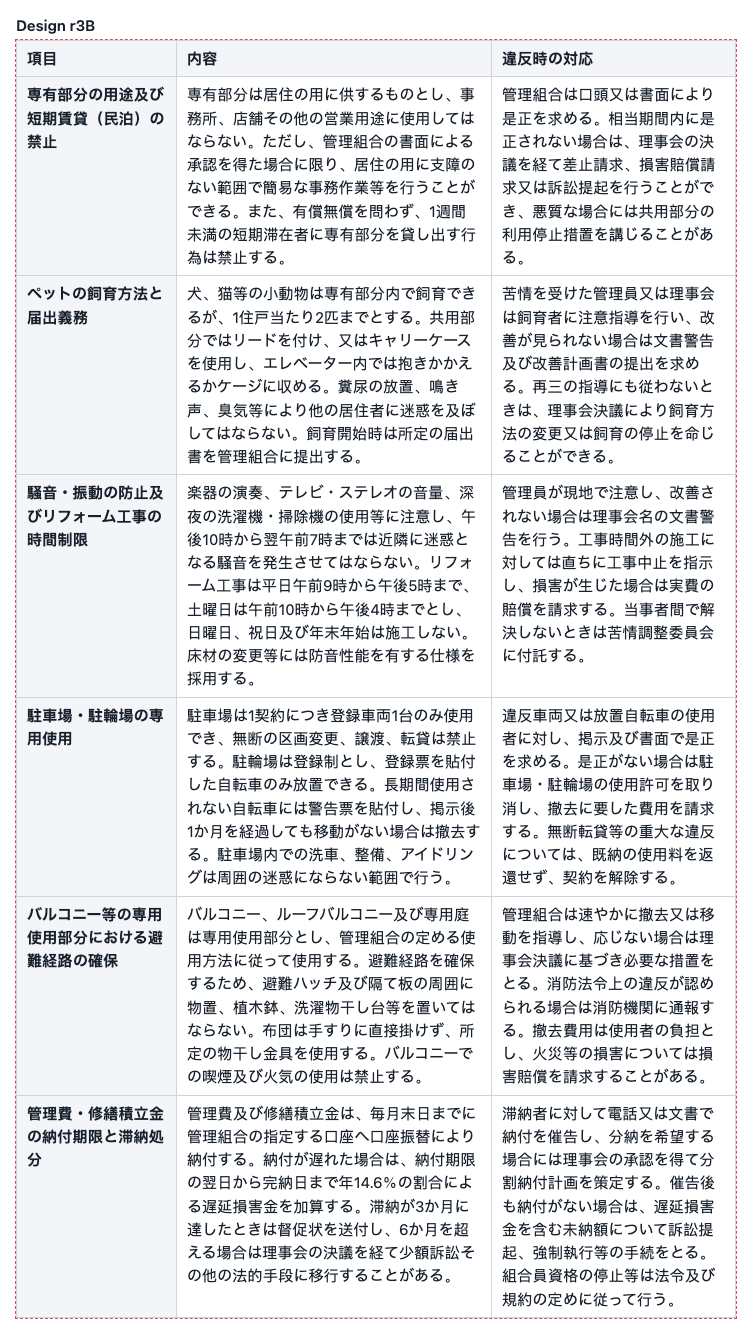 Design r3B
項目
内容
違反時の対応
専有部分の用途及び
短期賃貸（民泊）の
禁止
専有部分は居住の用に供するものとし、事
務所、店舗その他の営業用途に使用しては
ならない。ただし、管理組合の書面による
承認を得た場合に限り、居住の用に支障の
ない範囲で簡易な事務作業等を行うことが
できる。また、有償無償を問わず、1週間
未満の短期滞在者に専有部分を貸し出す行
為は禁止する。
管理組合は口頭又は書面により
是正を求める。相当期間内に是
正されない場合は、理事会の決
議を経て差止請求、損害賠償請
求又は訴訟提起を行うことがで
き、悪質な場合には共用部分の
利用停止措置を講じることがあ
る。
ペットの飼育方法と
届出義務
犬、猫等の小動物は専有部分内で飼育でき
るが、1住戸当たり2匹までとする。共用部
分ではリードを付け、又はキャリーケース
を使用し、エレベーター内では抱きかかえ
るかケージに収める。糞尿の放置、鳴き
声、臭気等により他の居住者に迷惑を及ぼ
してはならない。飼育開始時は所定の届出
書を管理組合に提出する。
苦情を受けた管理員又は理事会
は飼育者に注意指導を行い、改
善が見られない場合は文書警告
及び改善計画書の提出を求め
る。再三の指導にも従わないと
きは、理事会決議により飼育方
法の変更又は飼育の停止を命じ
ることができる。
騒音・振動の防止及
びリフォーム工事の
時間制限
楽器の演奏、テレビ・ステレオの音量、深
夜の洗濯機・掃除機の使用等に注意し、午
後10時から翌午前7時までは近隣に迷惑と
なる騒音を発生させてはならない。リフォ
ーム工事は平日午前9時から午後5時まで、
土曜日は午前10時から午後4時までとし、
日曜日、祝日及び年末年始は施工しない。
床材の変更等には防音性能を有する仕様を
採用する。
管理員が現地で注意し、改善さ
れない場合は理事会名の文書警
告を行う。工事時間外の施工に
対しては直ちに工事中止を指示
し、損害が生じた場合は実費の
賠償を請求する。当事者間で解
決しないときは苦情調整委員会
に付託する。
駐車場・駐輪場の専
用使用
駐車場は1契約につき登録車両1台のみ使用
でき、無断の区画変更、譲渡、転貸は禁止
する。駐輪場は登録制とし、登録票を貼付
した自転車のみ放置できる。長期間使用さ
れない自転車には警告票を貼付し、掲示後
1か月を経過しても移動がない場合は撤去す
る。駐車場内での洗車、整備、アイドリン
グは周囲の迷惑にならない範囲で行う。
違反車両又は放置自転車の使用
者に対し、掲示及び書面で是正
を求める。是正がない場合は駐
車場・駐輪場の使用許可を取り
消し、撤去に要した費用を請求
する。無断転貸等の重大な違反
については、既納の使用料を返
還せず、契約を解除する。
バルコニー等の専用
使用部分における避
難経路の確保
バルコニー、ルーフバルコニー及び専用庭
は専用使用部分とし、管理組合の定める使
用方法に従って使用する。避難経路を確保
するため、避難ハッチ及び隔て板の周囲に
物置、植木鉢、洗濯物干し台等を置いては
ならない。布団は手すりに直接掛けず、所
定の物干し金具を使用する。バルコニーで
の喫煙及び火気の使用は禁止する。
管理組合は速やかに撤去又は移
動を指導し、応じない場合は理
事会決議に基づき必要な措置を
とる。消防法令上の違反が認め
られる場合は消防機関に通報す
る。撤去費用は使用者の負担と
し、火災等の損害については損
害賠償を請求することがある。
管理費・修繕積立金
の納付期限と滞納処
分
管理費及び修繕積立金は、毎月末日までに
管理組合の指定する口座へ口座振替により
納付する。納付が遅れた場合は、納付期限
の翌日から完納日まで年14.6%の割合によ
る遅延損害金を加算する。滞納が3か月に
達したときは督促状を送付し、6か月を超
える場合は理事会の決議を経て少額訴訟そ
の他の法的手段に移行することがある。
滞納者に対して電話又は文書で
納付を催告し、分納を希望する
場合には理事会の承認を得て分
割納付計画を策定する。催告後
も納付がない場合は、遅延損害
金を含む未納額について訴訟提
起、強制執行等の手続をとる。
組合員資格の停止等は法令及び
規約の定めに従って行う。